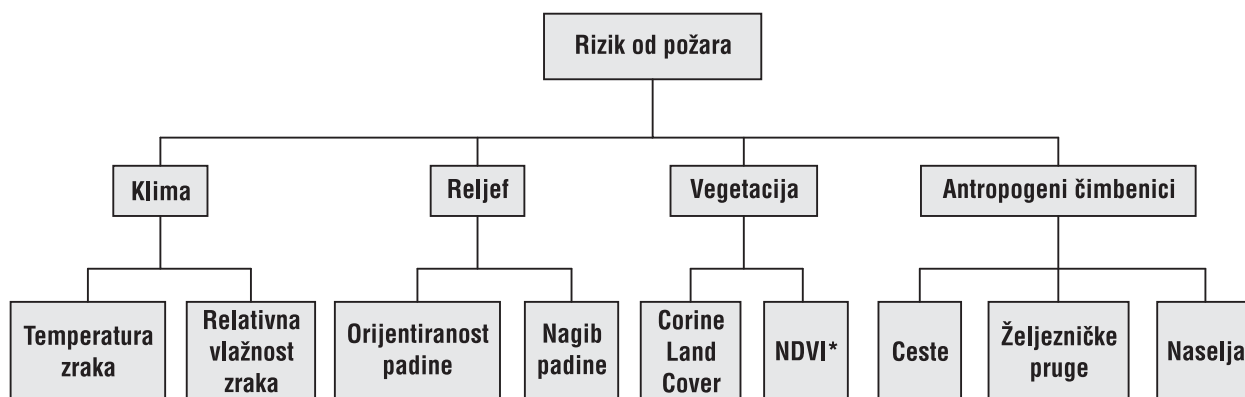 Rizik od požara
Klima
Reljef
Vegetacija
Antropogeni čimbenici
Temperatura
zraka
Relativna
vlažnost
zraka
Orijentiranost
padine
Nagib
padine
Corine
Land
Cover
NDVI*
Ceste
Željezničke
pruge
Naselja